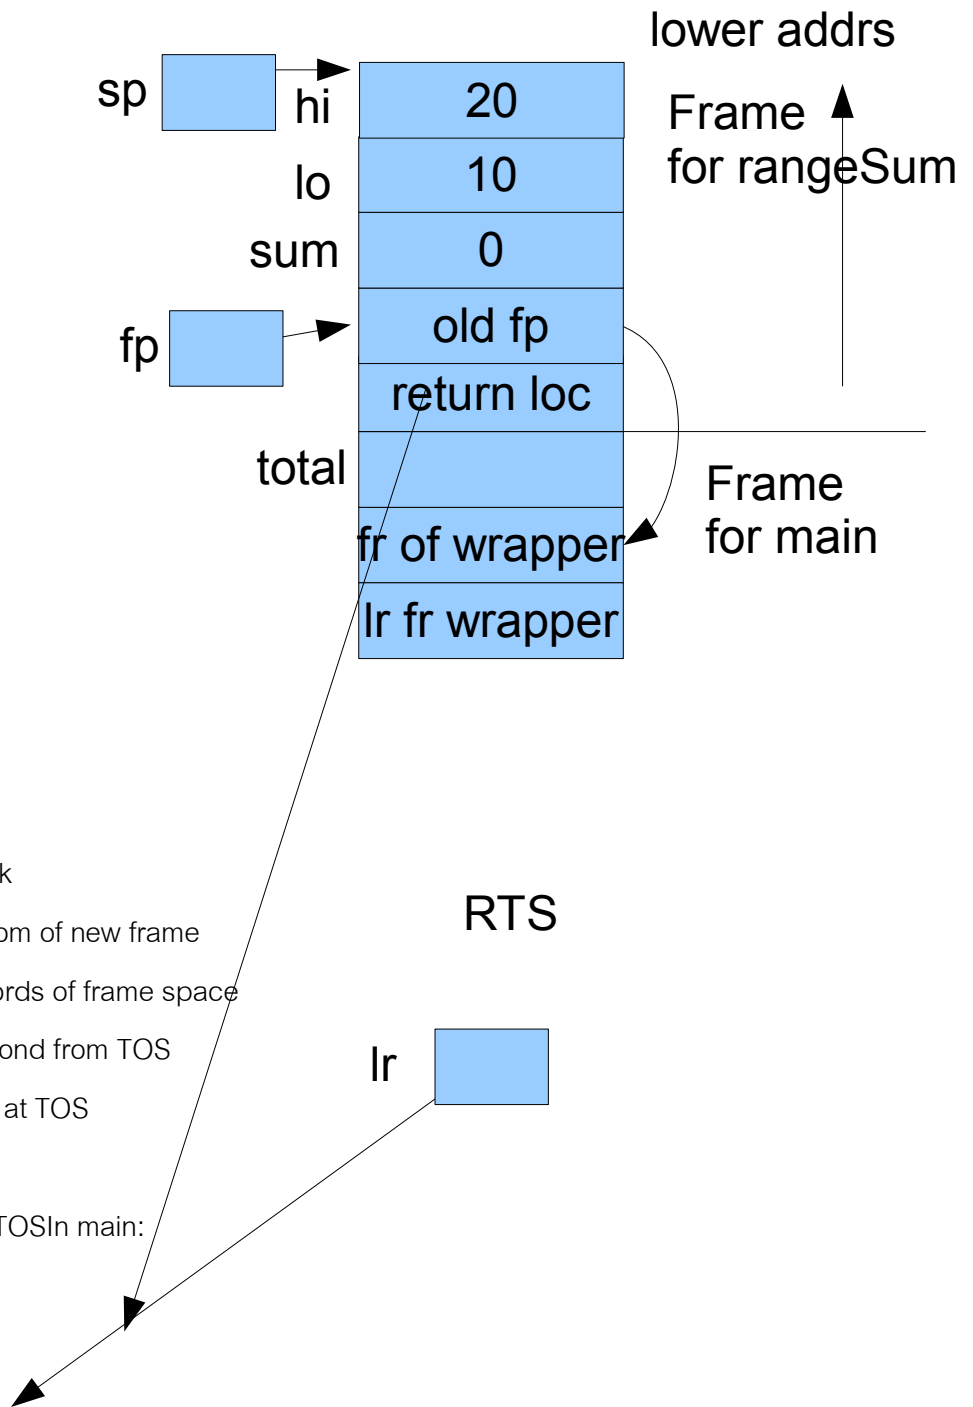 lower addrs
sp
hi
20
Frame
for rangeSum
lo
10
sum
0
fp
old fp
return loc
total
Frame
for main
fr of wrapper
lr fr wrapper
k
om of new frame
RTS
ords of frame space
ond from TOS
lr
at TOS
TOSIn main: